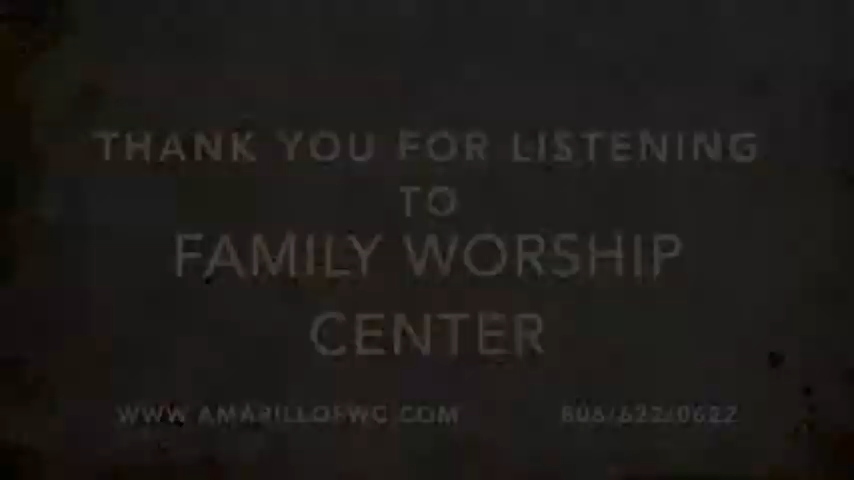 THANK YOU FOR LISTENING
TO
FAMILY WORSHIP
CENTER
WWW.AMARILLOFWC.COM 806/622/0622